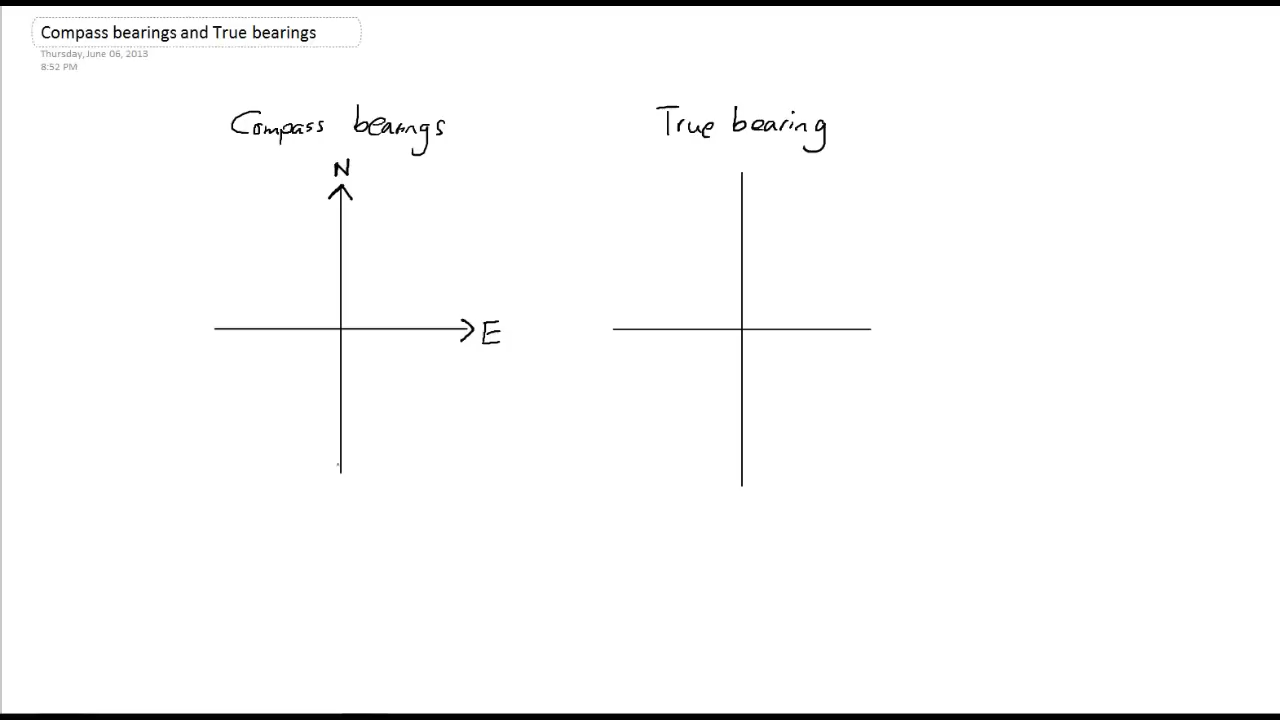 Compass bearings and True bearings
Thursday, June 06, 2013
8:52 PM
Compass bearings
True bearing
N
E